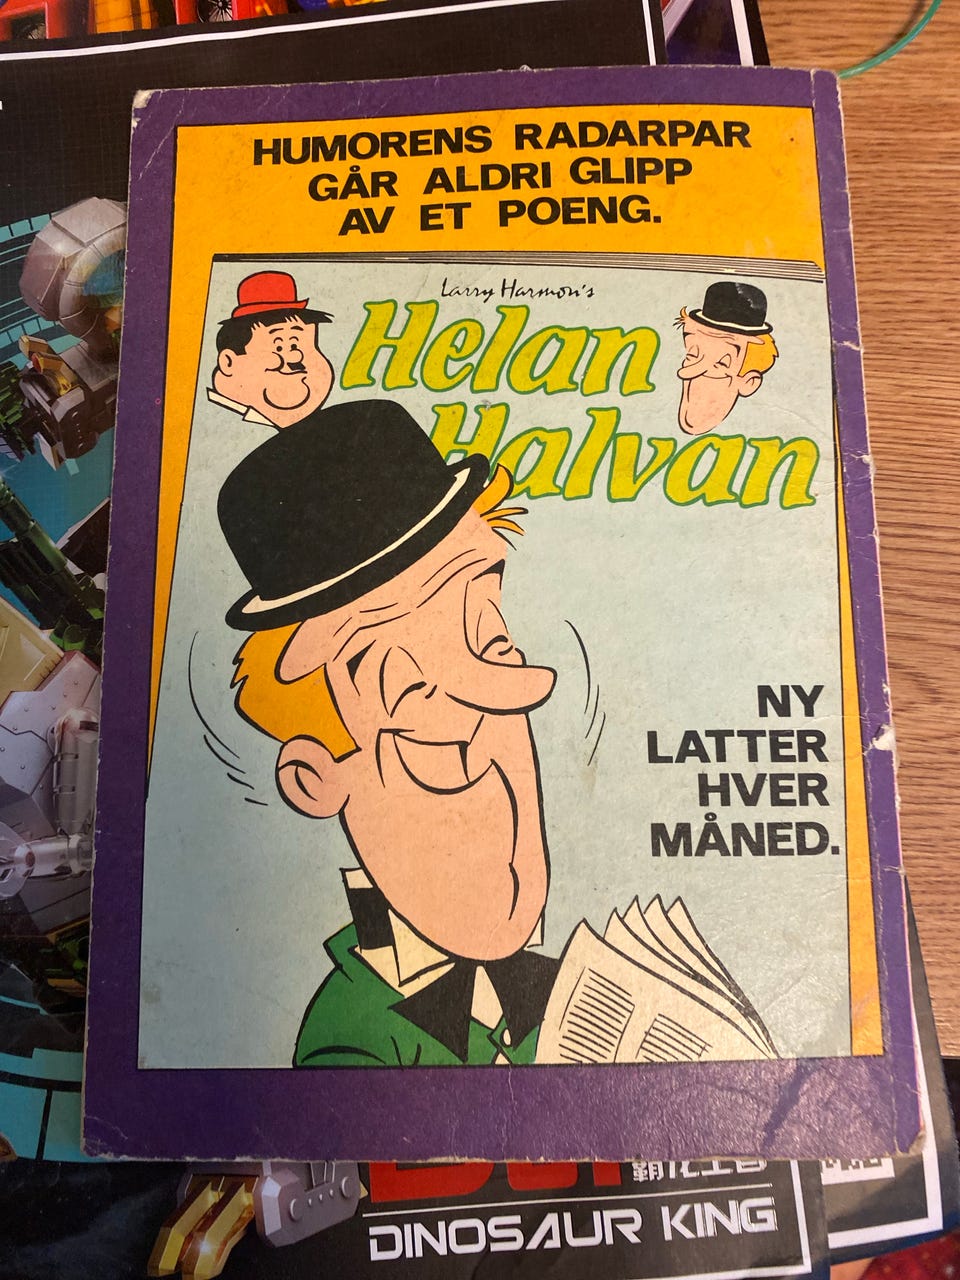 HUMORENS RADARPAR
GÅR ALDRI GLIPP
AV ET POENG.
Larry Harmon's
Helan
Halvan
NY
LATTER
HVER
MÅNED.
DINOSAUR KING